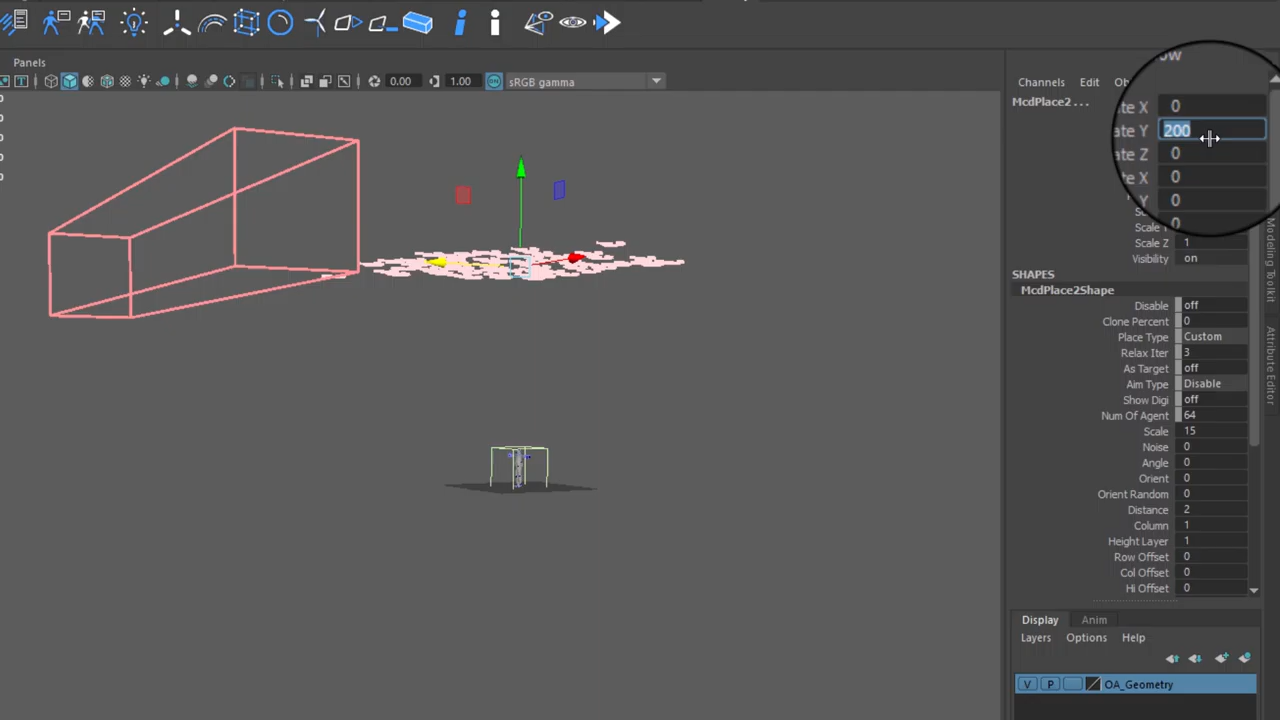 Panels
0.00
1.00
ON
sRGB gamma
Channels Edit
McdPlace2 ...
ate X 0
ate Y 200
ate Z 0
te X 0
Y 0
0
Scale Z 1
Visibility on
SHAPES
McdPlace2Shape
Disable off
Clone Percent 0
Place Type Custom
Relax Iter 3
As Target off
Aim Type Disable
Show Digi off
Num Of Agent 64
Scale 15
Noise 0
Angle 0
Orient 0
Orient Random 0
Distance 2
Column 1
Height Layer 1
Row Offset 0
Col Offset 0
Hi Offset 0
Modeling Toolkit
Attribute Editor
Display Anim
Layers Options Help
V P OA_Geometry